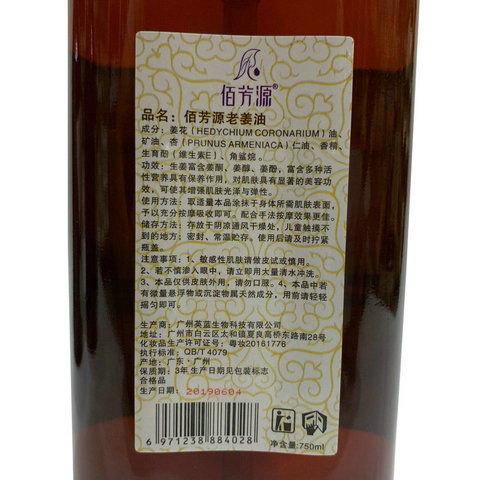 佰芳源®
品名：佰芳源老姜油
成分：姜花（HEDYCHIUM CORONARIUM）油、
矿油、杏（PRUNUS ARMENIACA）仁油、香精、
生育酚（维生素E）、角鲨烷。
功效：生姜富含姜酮、姜醇、姜酚，富含多种活
性营养具有保养作用，对肌肤具有显著的美容功
效，可使其增强肌肤光泽与弹性。
使用方法：取适量本品涂抹于身体所需肌肤表面，
予以充分按摩吸收即可。配合手法按摩效果更佳。
储存方法：存放于阴凉通风干燥处，儿童触摸不
到的地方；密封、常温贮存。使用后请及时拧紧
瓶盖。
注意事项：1、敏感性肌肤请做皮试或慎用。
2、若不慎渗入眼中，请立即用大量清水冲洗。
3、本品仅供皮肤外用，请勿口服。4、本品中若
有微量悬浮物或沉淀物属天然成分，用前请轻轻
摇匀即可。
生产商：广州英蓝生物科技有限公司
地址：广州市白云区太和镇夏良高桥东路南28号
化妆品生产许可证号：粤妆20161776
执行标准：QB/T 4079
产地：广东·广州
保质期：3年 生产日期见包装标志
合格品
生产日期：20190604
6 971238 884028
净含量:750ml